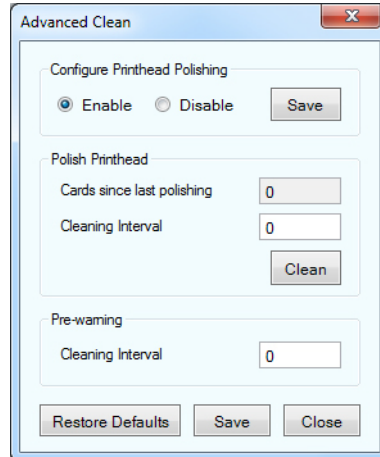 Advanced Clean
Configure Printhead Polishing
Enable Disable Save
Polish Printhead
Cards since last polishing 0
Cleaning Interval 0
Clean
Pre-warning
Cleaning Interval 0
Restore Defaults Save Close